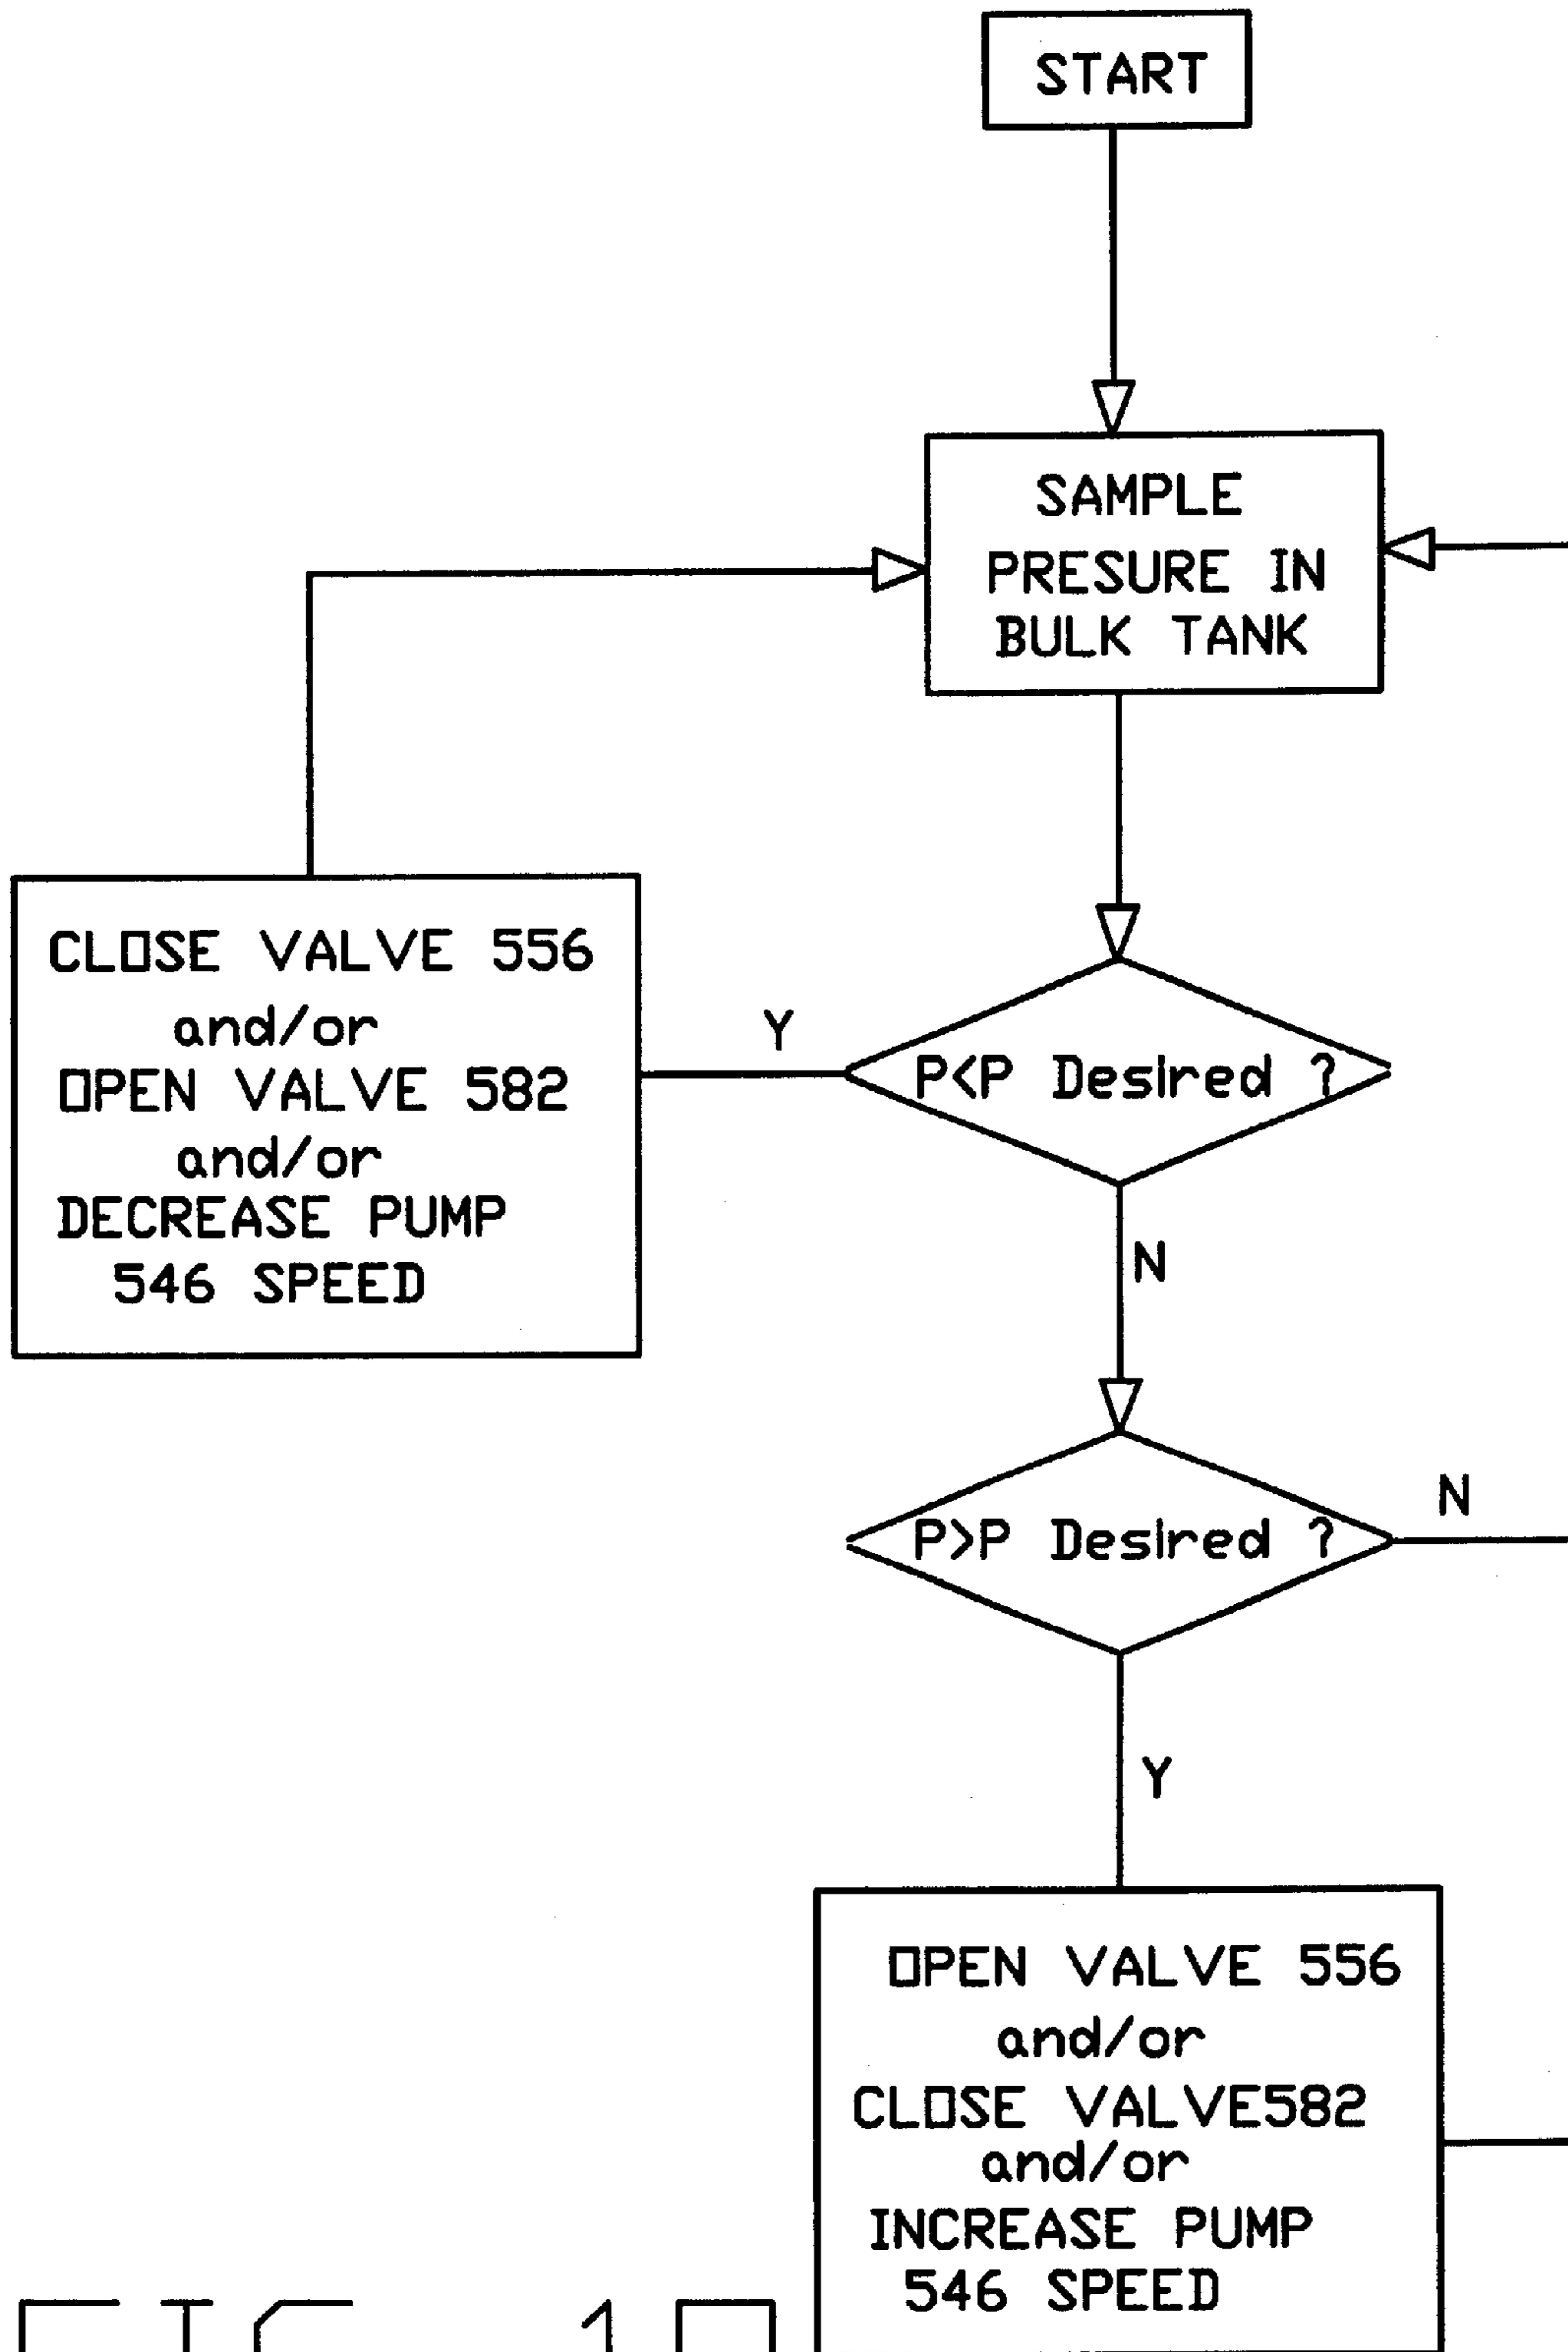 START
SAMPLE
PRESURE IN
BULK TANK
CLOSE VALVE 556
and/or
OPEN VALVE 582
and/or
DECREASE PUMP
546 SPEED
Y
P<P Desired ?
N
P>P Desired ?
N
Y
OPEN VALVE 556
and/or
CLOSE VALVE582
and/or
INCREASE PUMP
546 SPEED